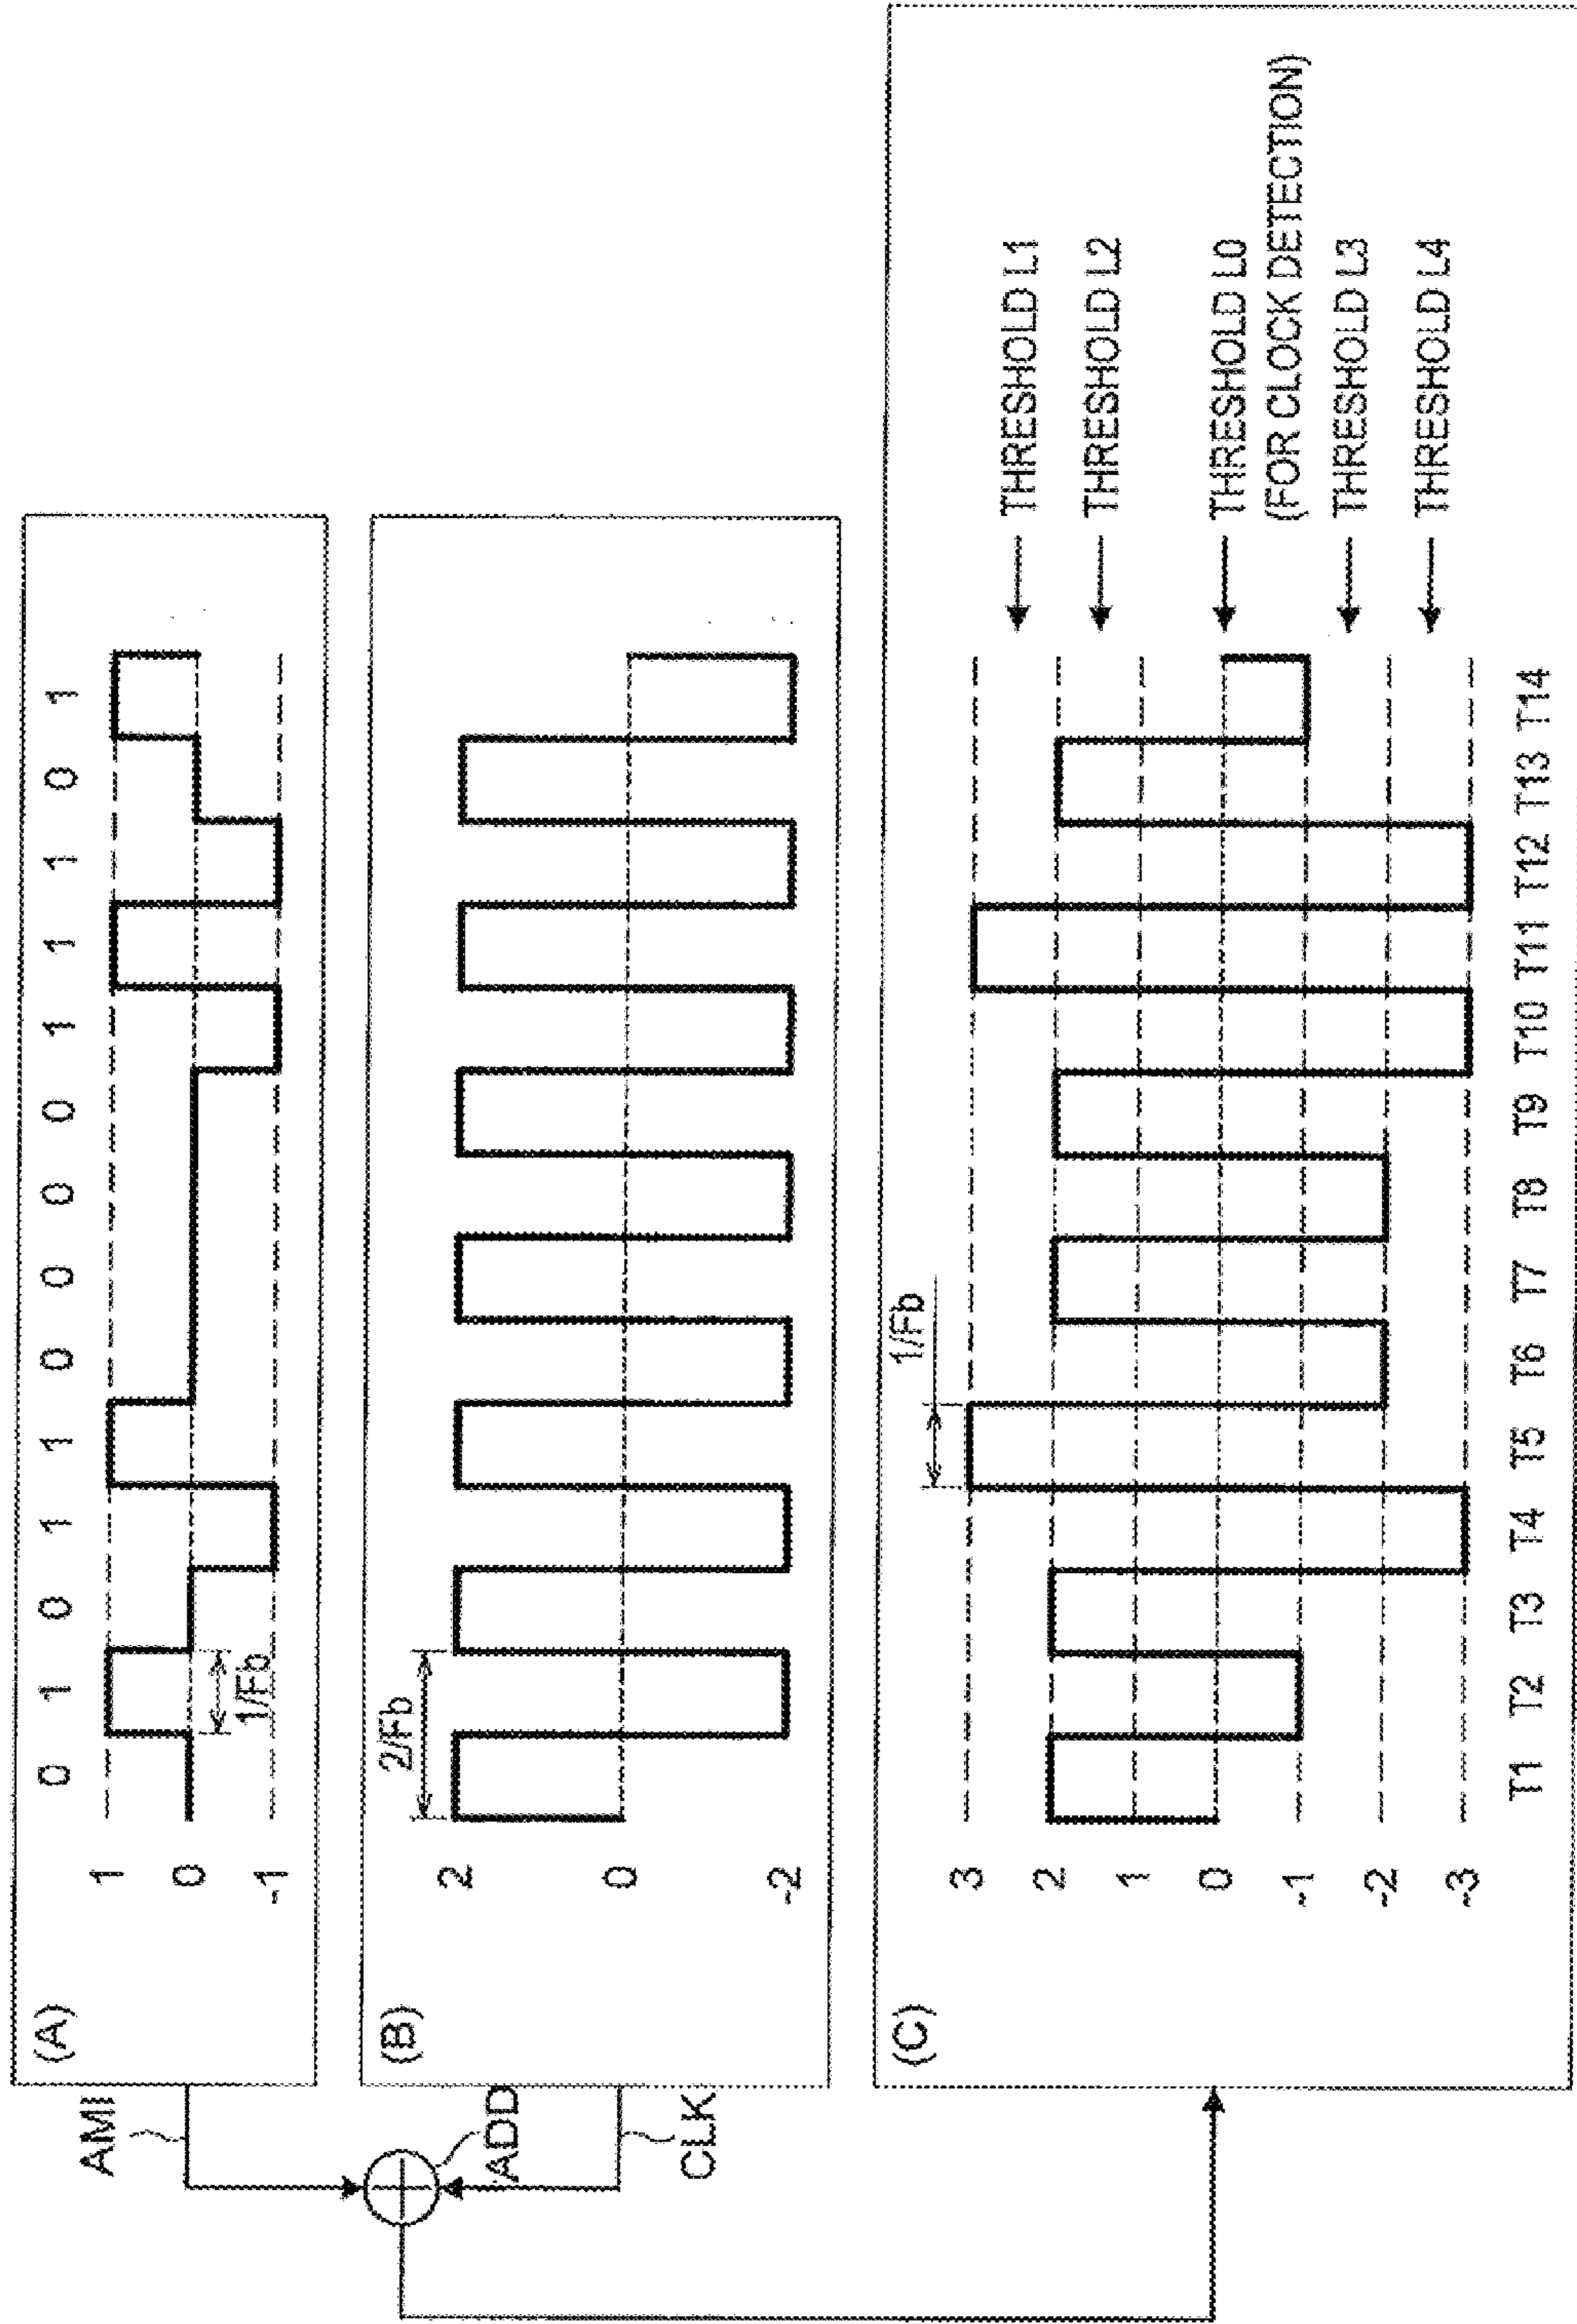 (A)
0 1 0 1 1 0 0 0 0 1 1 1 0 1
1
0
-1
1/Fb
AMI
(B)
2/Fb
2
0
-2
ADD
CLK
(C)
1/Fb
3
2
1
0
-1
-2
-3
THRESHOLD L1
THRESHOLD L2
THRESHOLD L0
(FOR CLOCK DETECTION)
THRESHOLD L3
THRESHOLD L4
T1 T2 T3 T4 T5 T6 T7 T8 T9 T10 T11 T12 T13 T14